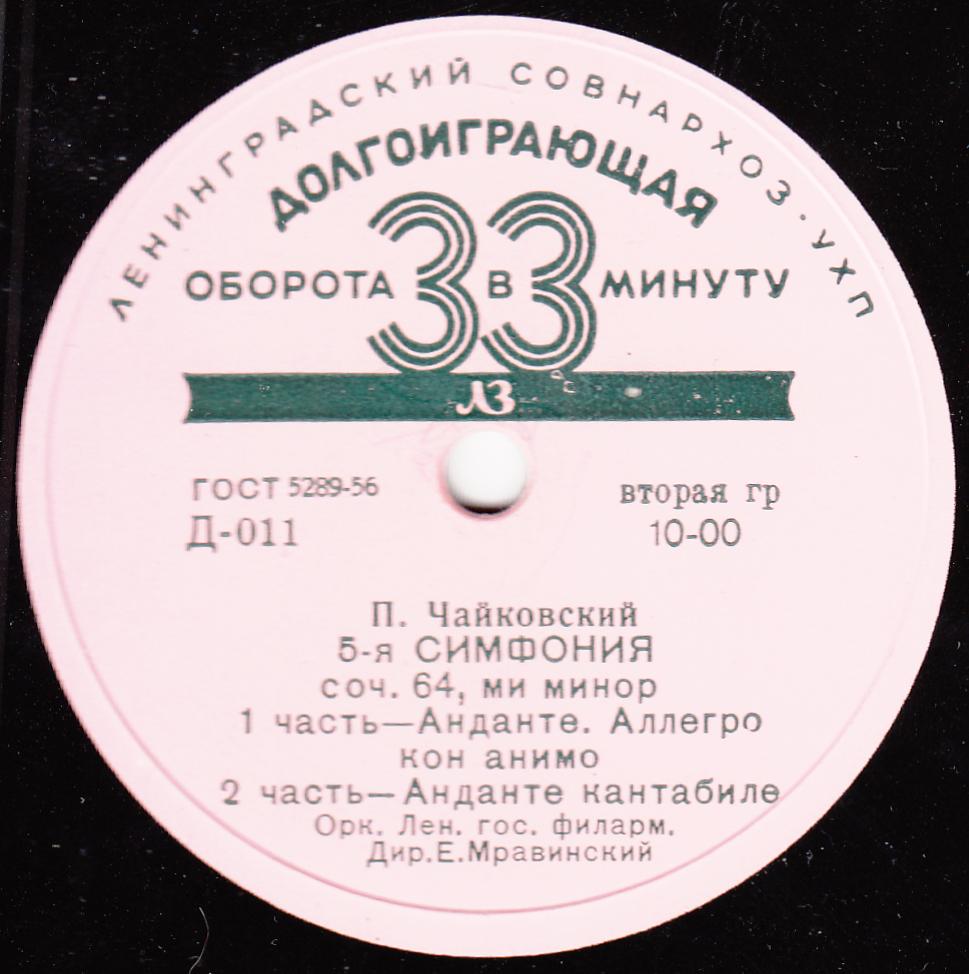 ЛЕНИНГРАДСКИЙ СОВНАРХОЗ · УХП
ДОЛГОИГРАЮЩАЯ
33
ОБОРОТА В МИНУТУ
ЛЗ
ГОСТ 5289-56
вторая гр
Д-011
10-00
П. Чайковский
5-я СИМФОНИЯ
соч. 64, ми минор
1 часть—Анданте. Аллегро
кон анимо
2 часть—Анданте кантабиле
Орк. Лен. гос. филарм.
Дир.Е.Мравинский